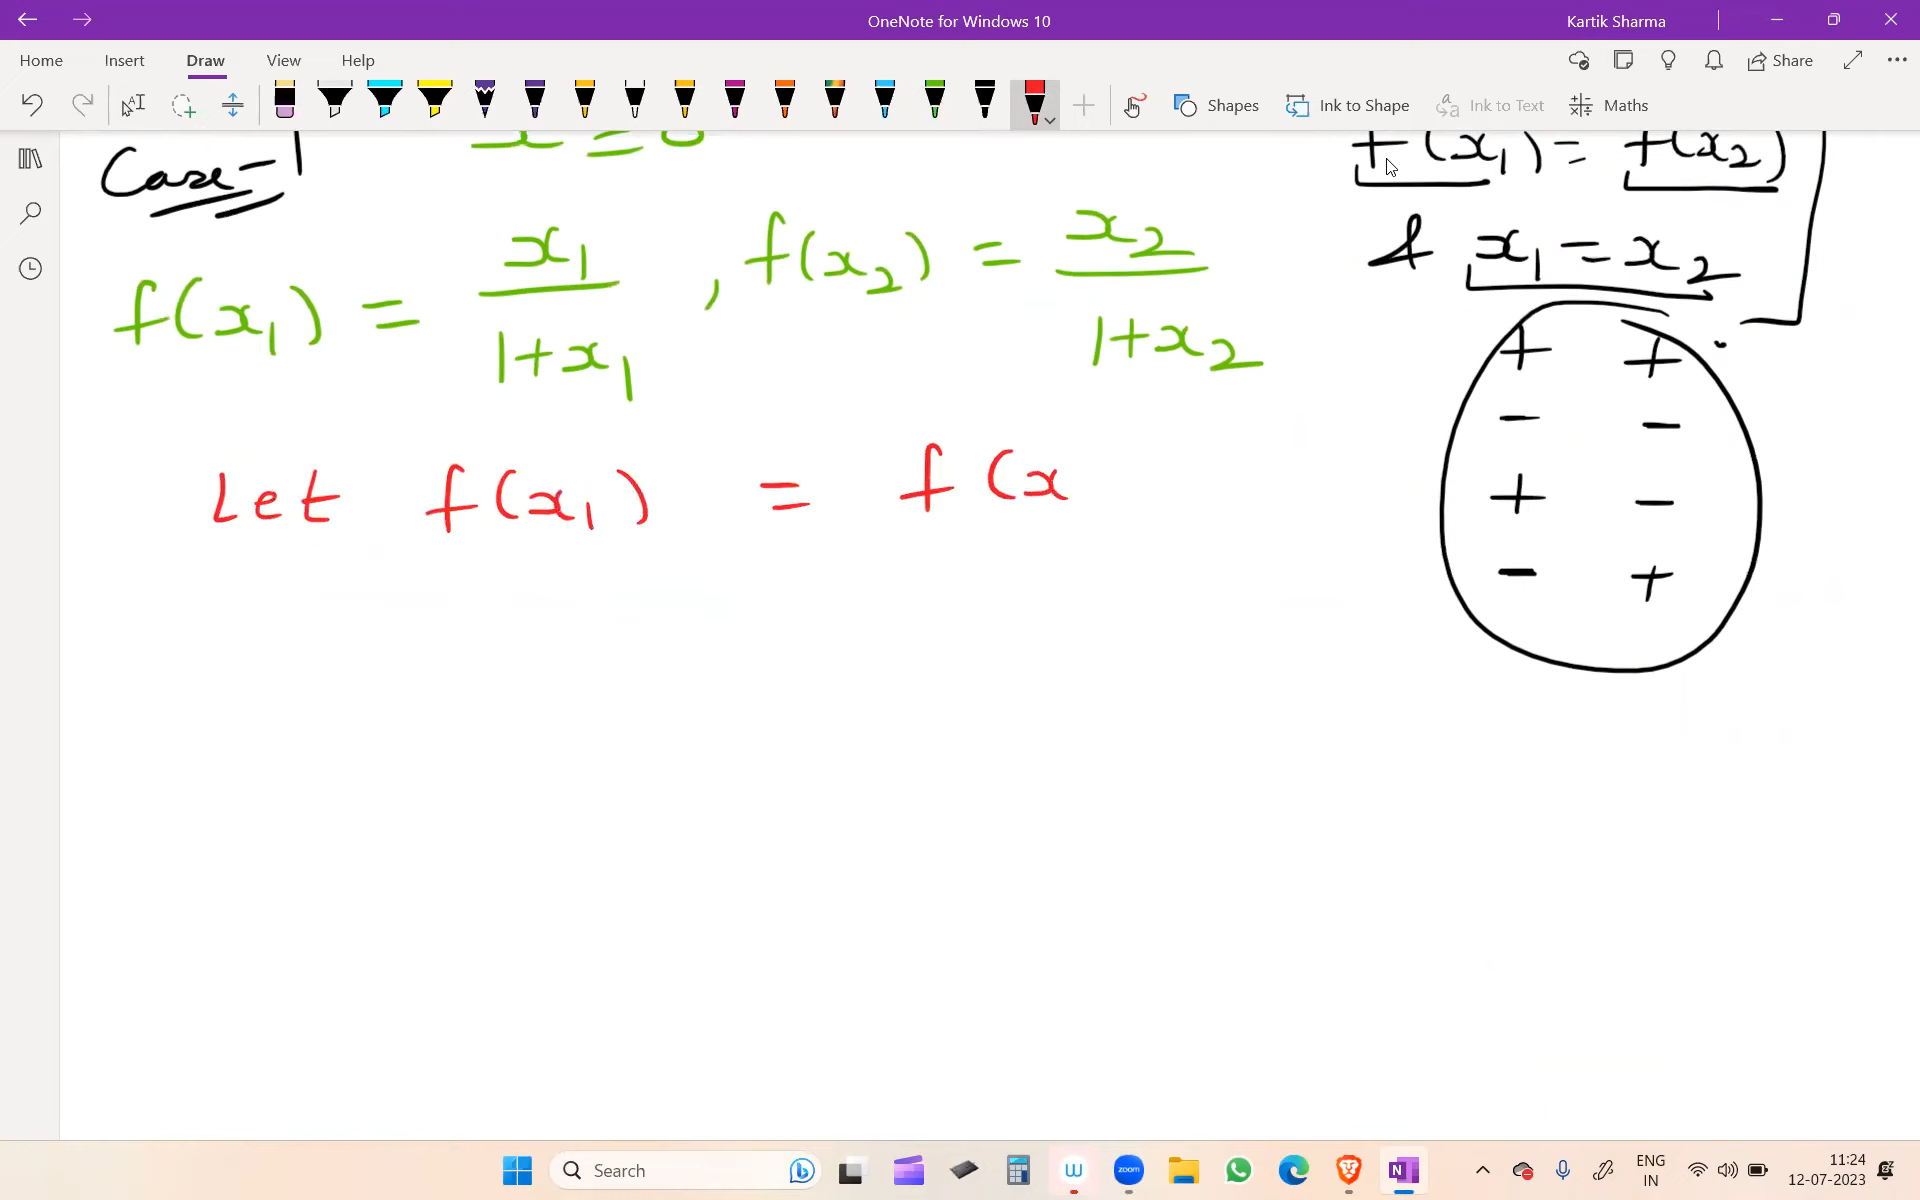 OneNote for Windows 10
Kartik Sharma
Home Insert Draw View Help
Share
Shapes
Ink to Shape
Ink to Text
Maths
Case-1
x ≥ 0
f(x₁) = x₁/1+x₁ , f(x₂) = x₂/1+x₂
Let f(x₁) = f(x
f(x₁) = f(x₂)
& x₁ = x₂
+ +
- -
+ -
- +
Search
zoom
ENG
IN
11:24
12-07-2023